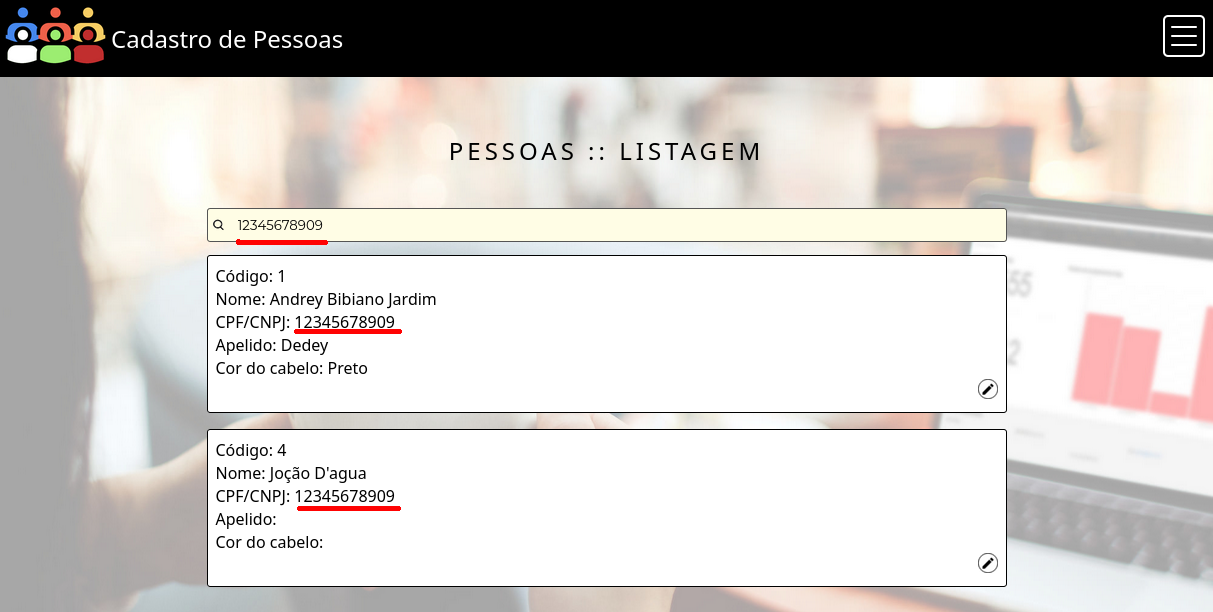 Cadastro de Pessoas
PESSOAS :: LISTAGEM
12345678909
Código: 1
Nome: Andrey Bibiano Jardim
CPF/CNPJ: 12345678909
Apelido: Dedey
Cor do cabelo: Preto
Código: 4
Nome: Joção D'agua
CPF/CNPJ: 12345678909
Apelido:
Cor do cabelo: